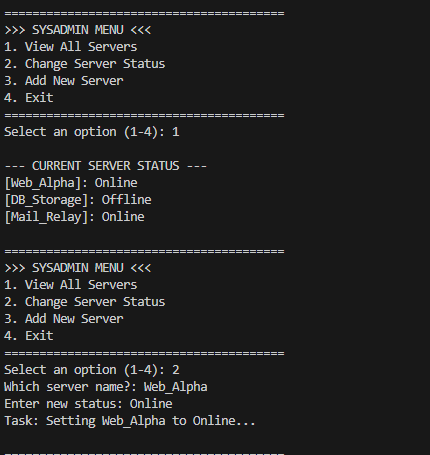 ========================================
>>> SYSADMIN MENU <<<
1. View All Servers
2. Change Server Status
3. Add New Server
4. Exit
========================================
Select an option (1-4): 1
--- CURRENT SERVER STATUS ---
[Web_Alpha]: Online
[DB_Storage]: Offline
[Mail_Relay]: Online
========================================
>>> SYSADMIN MENU <<<
1. View All Servers
2. Change Server Status
3. Add New Server
4. Exit
========================================
Select an option (1-4): 2
Which server name?: Web_Alpha
Enter new status: Online
Task: Setting Web_Alpha to Online...
========================================